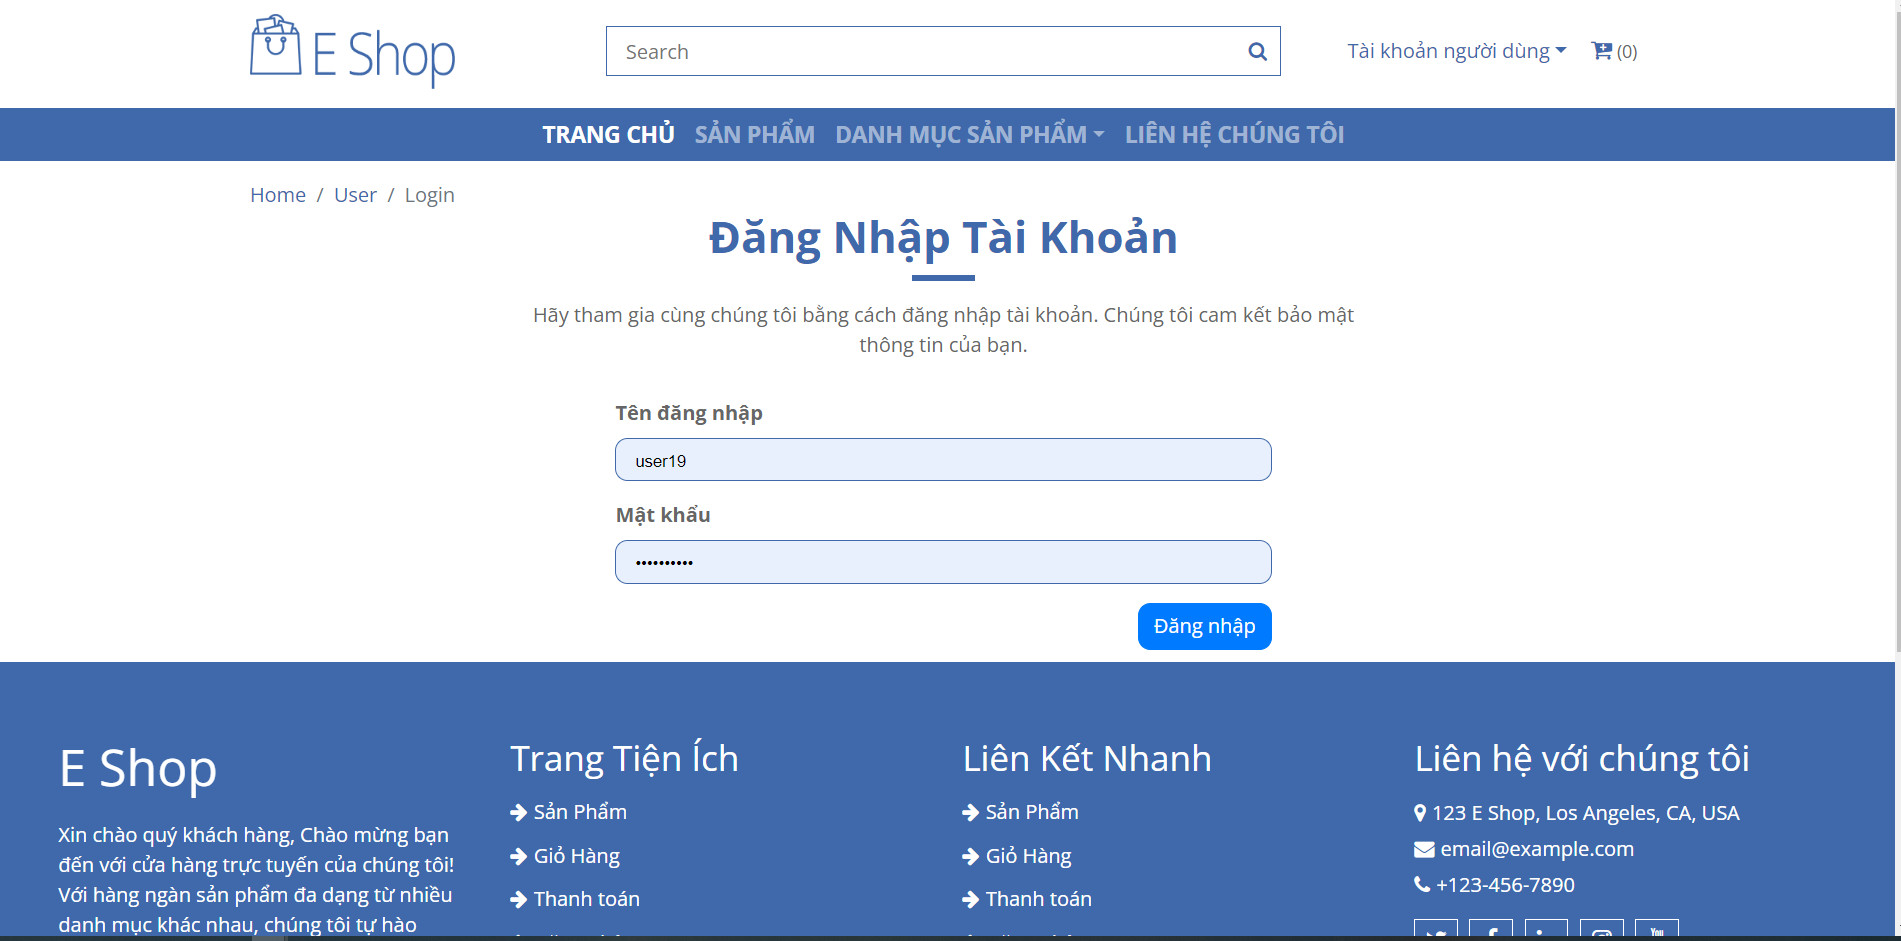 E Shop
Search
Tài khoản người dùng
(0)
TRANG CHỦ
SẢN PHẨM
DANH MỤC SẢN PHẨM
LIÊN HỆ CHÚNG TÔI
Home / User / Login
Đăng Nhập Tài Khoản
Hãy tham gia cùng chúng tôi bằng cách đăng nhập tài khoản. Chúng tôi cam kết bảo mật
thông tin của bạn.
Tên đăng nhập
user19
Mật khẩu
••••••••••
Đăng nhập
E Shop
Xin chào quý khách hàng, Chào mừng bạn
đến với cửa hàng trực tuyến của chúng tôi!
Với hàng ngàn sản phẩm đa dạng từ nhiều
danh mục khác nhau, chúng tôi tự hào
Trang Tiện Ích
Sản Phẩm
Giỏ Hàng
Thanh toán
Liên Kết Nhanh
Sản Phẩm
Giỏ Hàng
Thanh toán
Liên hệ với chúng tôi
123 E Shop, Los Angeles, CA, USA
email@example.com
+123-456-7890